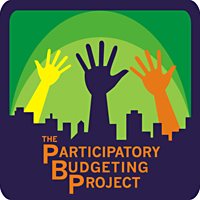 THE
PARTICIPATORY
BUDGETING
PROJECT